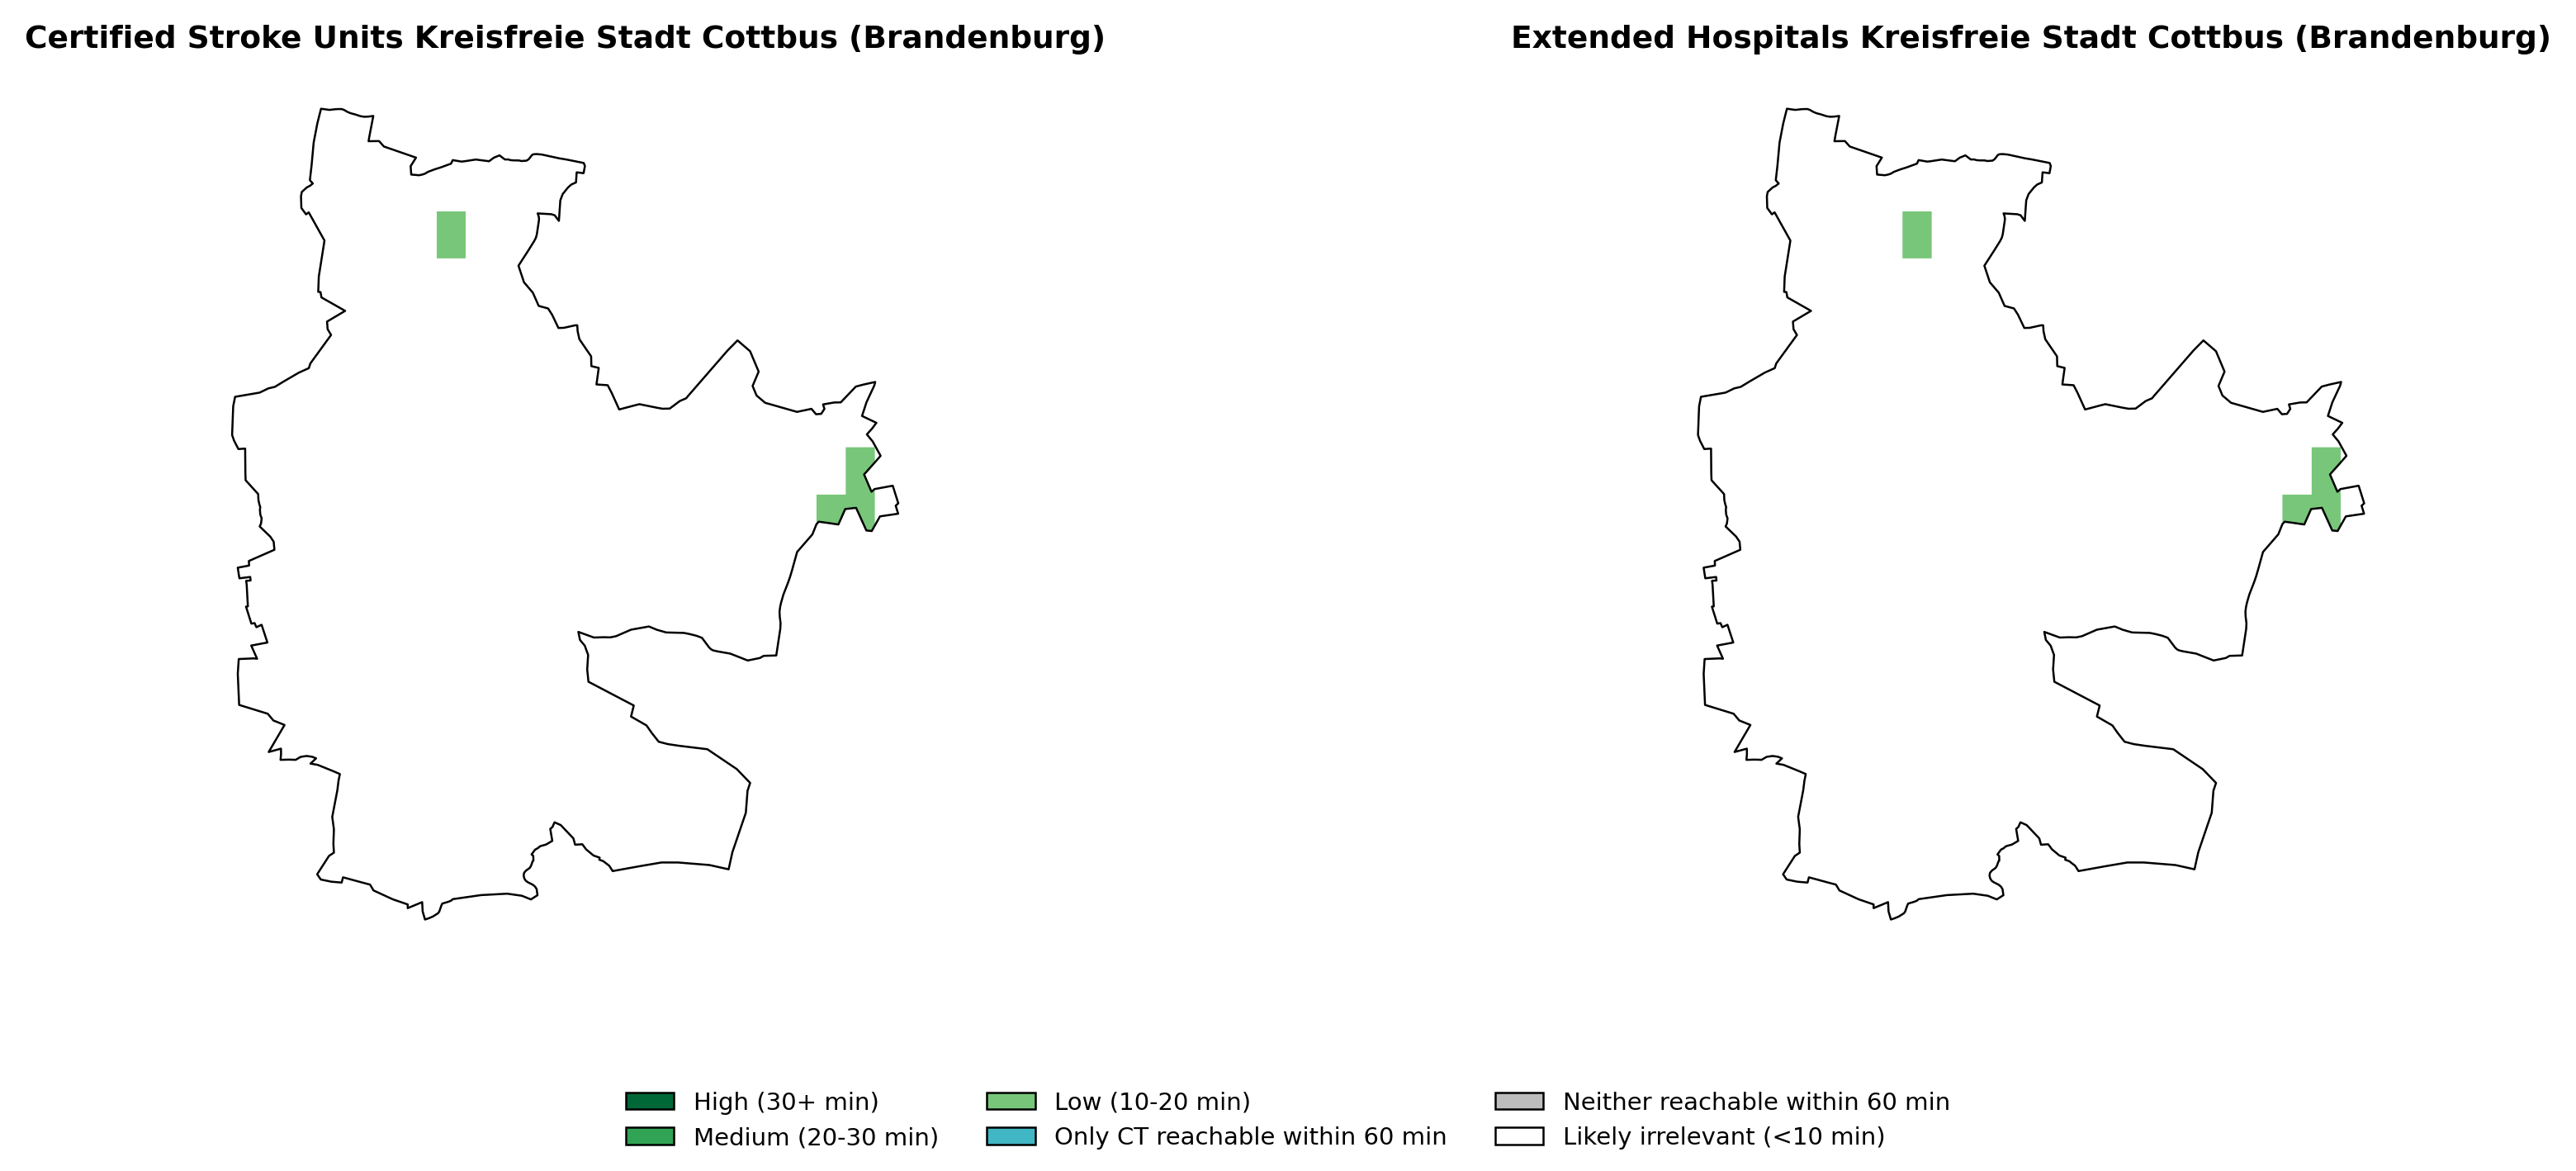 Certified Stroke Units Kreisfreie Stadt Cottbus (Brandenburg)
Extended Hospitals Kreisfreie Stadt Cottbus (Brandenburg)
High (30+ min)
Medium (20-30 min)
Low (10-20 min)
Only CT reachable within 60 min
Neither reachable within 60 min
Likely irrelevant (<10 min)